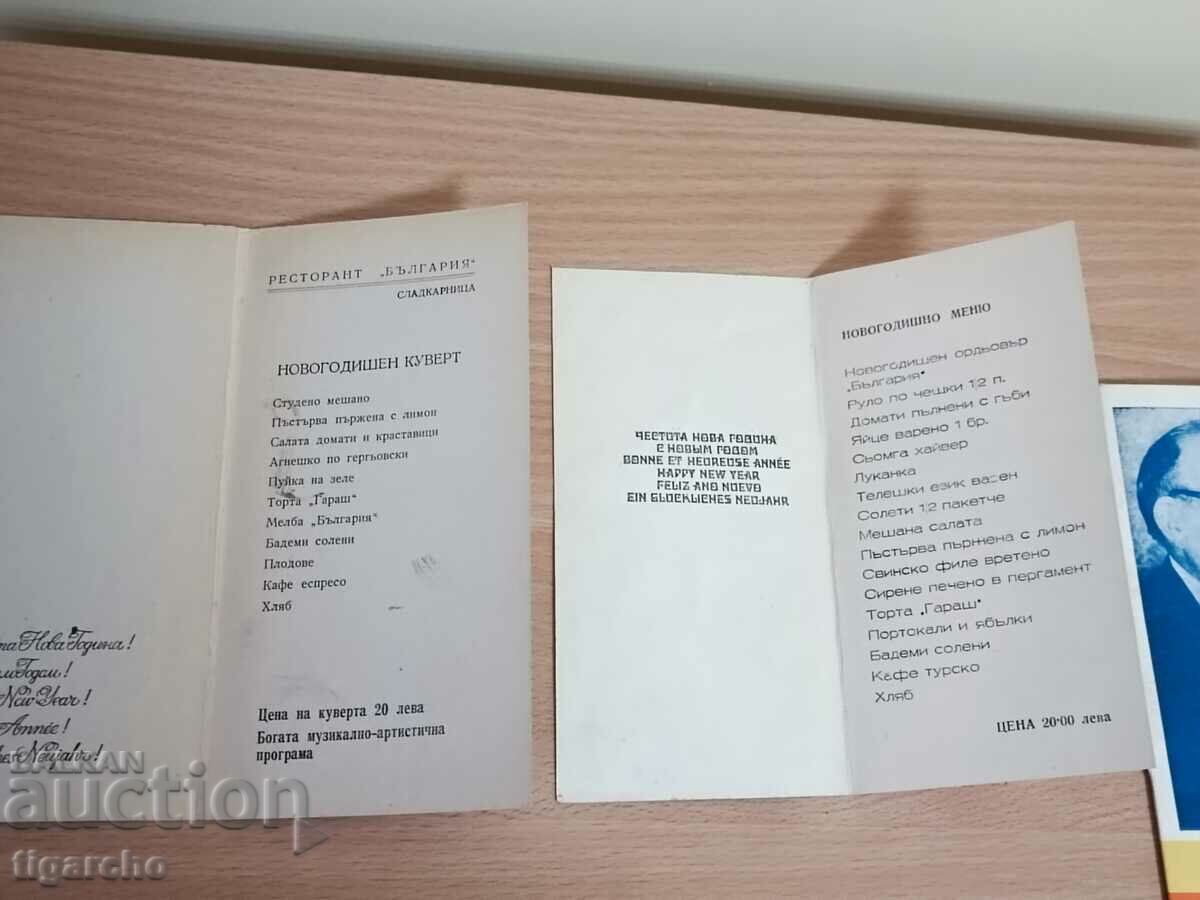 РЕСТОРАНТ „БЪЛГАРИЯ“
СЛАДКАРНИЦА
НОВОГОДИШЕН КУВЕРТ
Студено мешано
Пъстърва пържена с лимон
Салата домати и краставици
Агнешко по гергьовски
Пуйка на зеле
Торта „Гараш“
Мелба „България“
Бадеми солени
Плодове
Кафе еспресо
Хляб
Цена на куверта 20 лева
Богата музикално-артистична
програма
Нова Година!
Годом!
New Year!
Année!
Neujahr!
ЧЕСТИТА НОВА ГОДИНА
С НОВЫМ ГОДОМ
BONNE ET HEUREUSE ANNÉE
HAPPY NEW YEAR
FELIZ ANO NUEVO
EIN GLUCKLICHES NEUJAHR
НОВОГОДИШНО МЕНЮ
Новогодишен ордьовър
„България“
Руло по чешки 1/2 п.
Домати пълнени с гъби
Яйце варено 1 бр.
Сьомга хайвер
Луканка
Телешки език варен
Солети 1/2 пакетче
Мешана салата
Пъстърва пържена с лимон
Свинско филе вретено
Сирене печено в пергамент
Торта „Гараш“
Портокали и ябълки
Бадеми солени
Кафе турско
Хляб
ЦЕНА 20·00 лева
BALKAN
auction
tigarcho